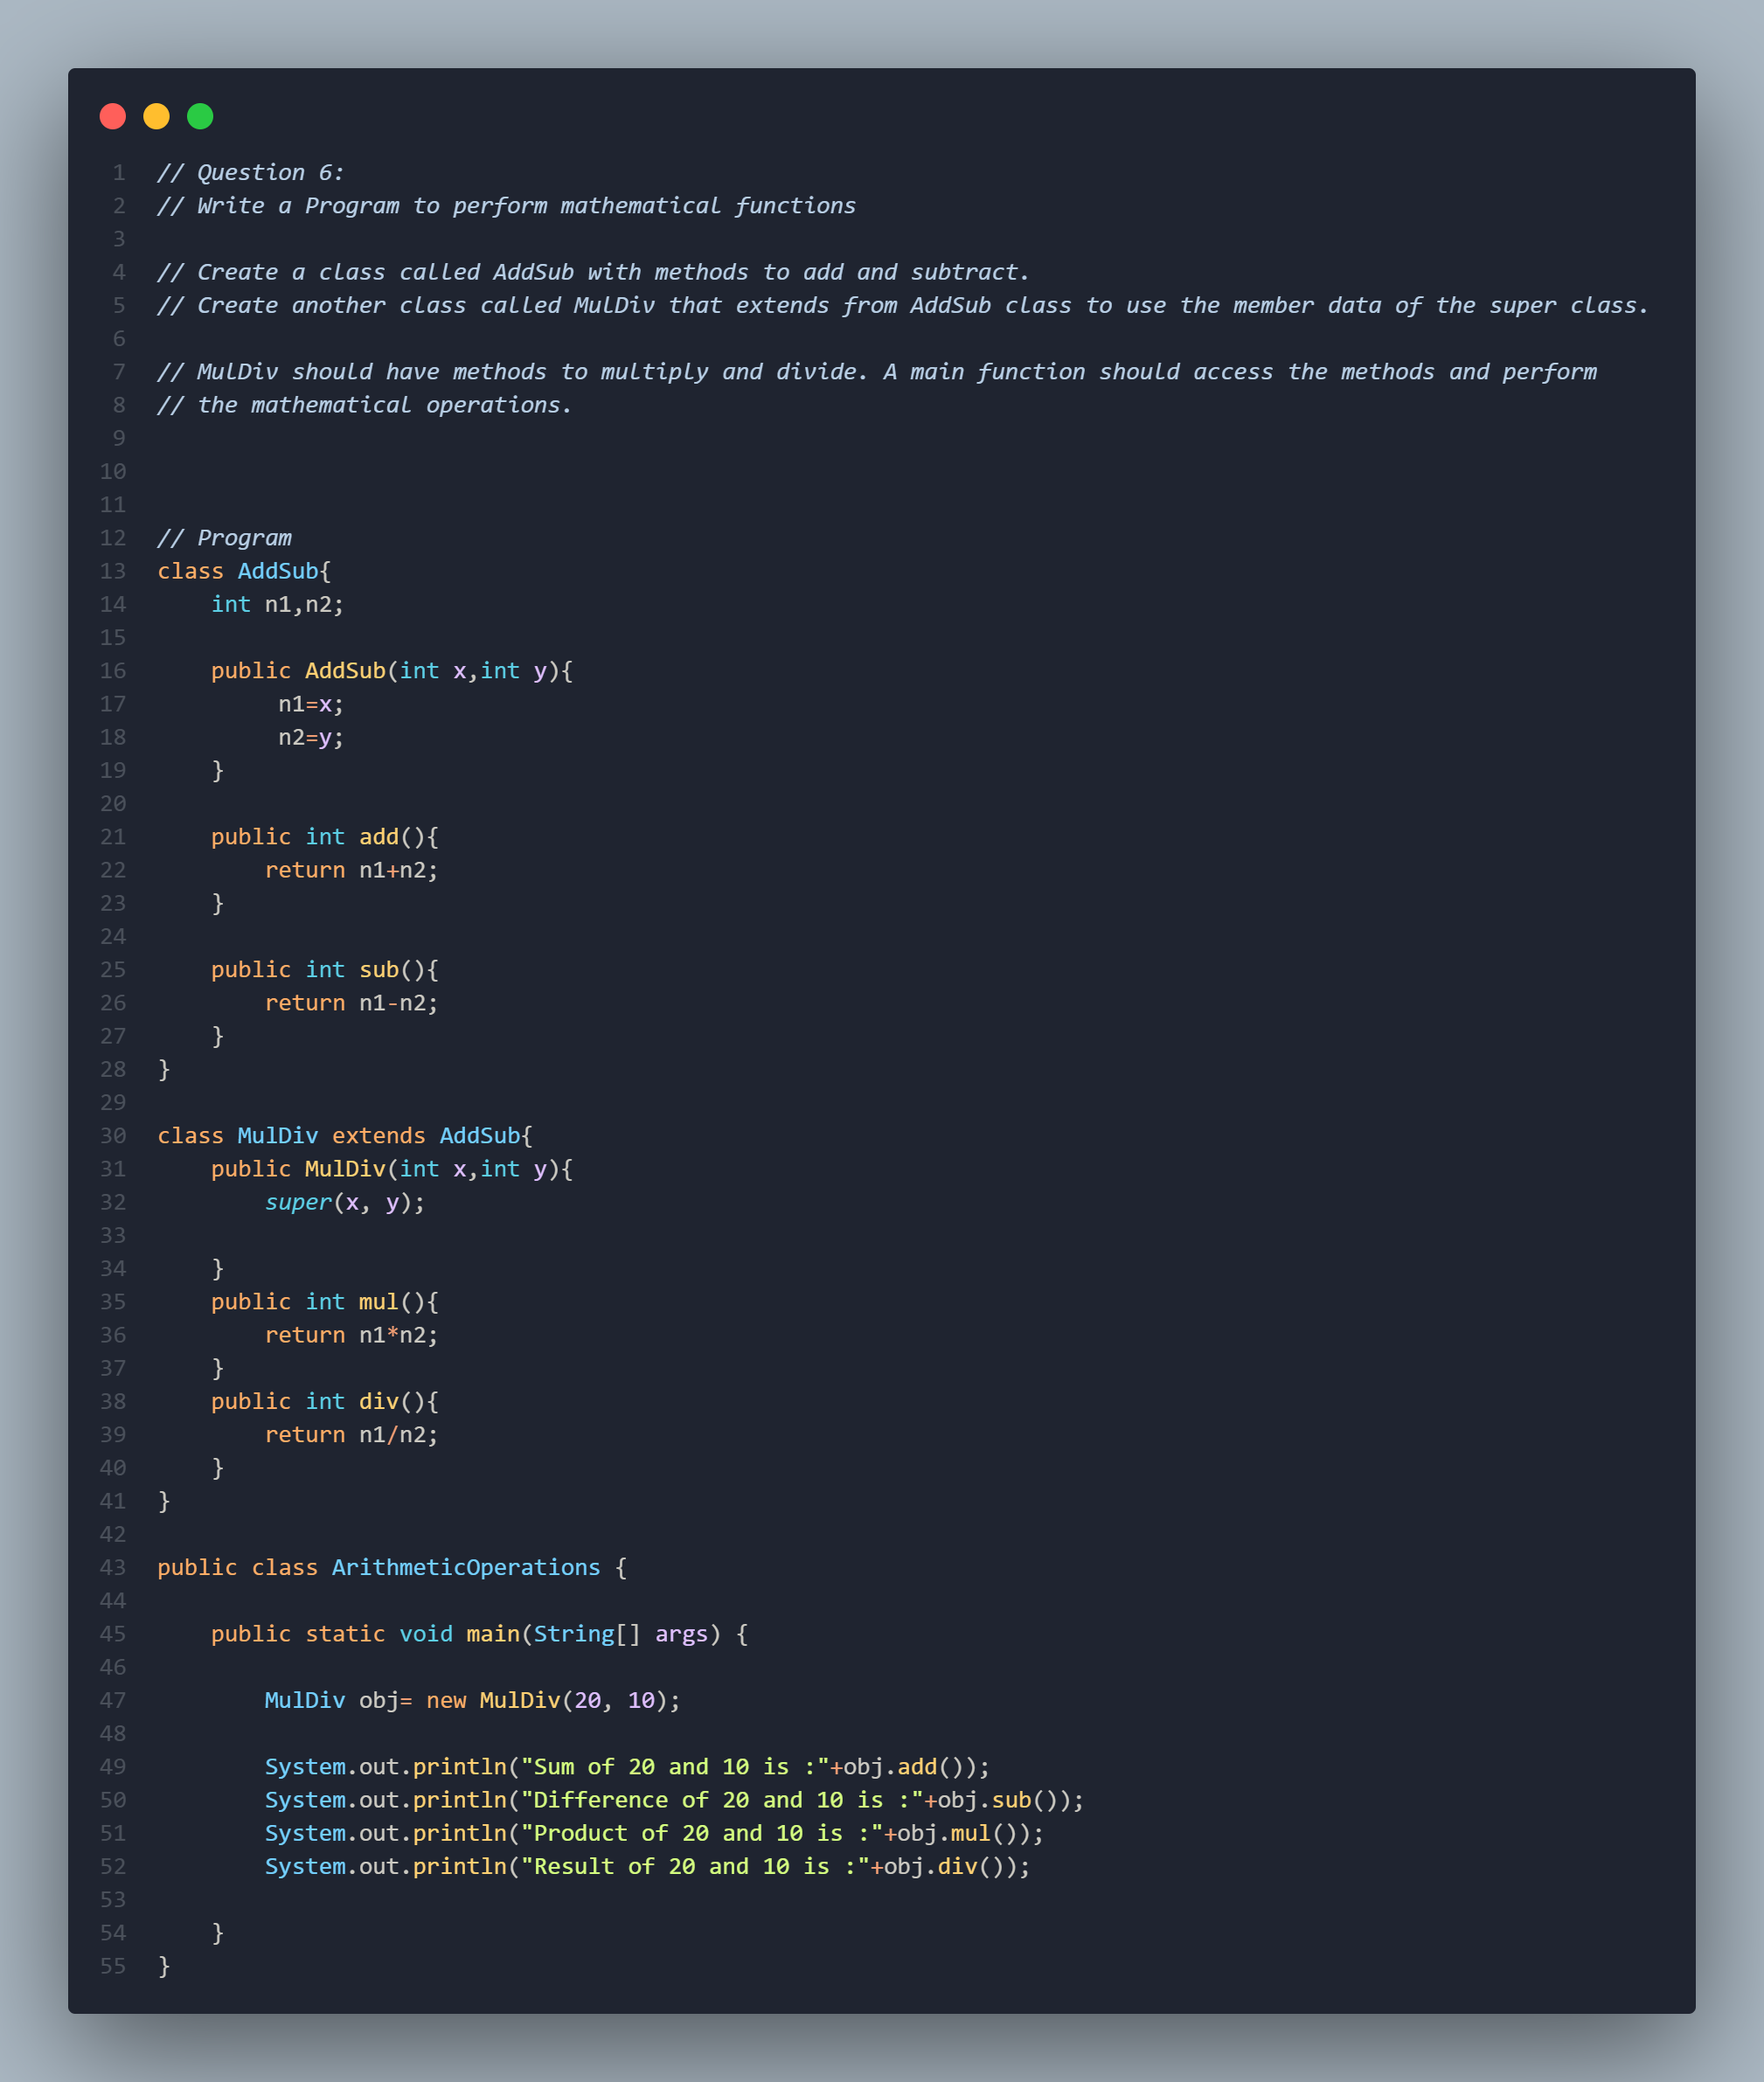 1 // Question 6:
2 // Write a Program to perform mathematical functions
3
4 // Create a class called AddSub with methods to add and subtract.
5 // Create another class called MulDiv that extends from AddSub class to use the member data of the super class.
6
7 // MulDiv should have methods to multiply and divide. A main function should access the methods and perform
8 // the mathematical operations.
9
10
11
12 // Program
13 class AddSub{
14     int n1,n2;
15
16     public AddSub(int x,int y){
17          n1=x;
18          n2=y;
19     }
20
21     public int add(){
22         return n1+n2;
23     }
24
25     public int sub(){
26         return n1-n2;
27     }
28 }
29
30 class MulDiv extends AddSub{
31     public MulDiv(int x,int y){
32         super(x, y);
33
34     }
35     public int mul(){
36         return n1*n2;
37     }
38     public int div(){
39         return n1/n2;
40     }
41 }
42
43 public class ArithmeticOperations {
44
45     public static void main(String[] args) {
46
47         MulDiv obj= new MulDiv(20, 10);
48
49         System.out.println("Sum of 20 and 10 is :"+obj.add());
50         System.out.println("Difference of 20 and 10 is :"+obj.sub());
51         System.out.println("Product of 20 and 10 is :"+obj.mul());
52         System.out.println("Result of 20 and 10 is :"+obj.div());
53
54     }
55 }